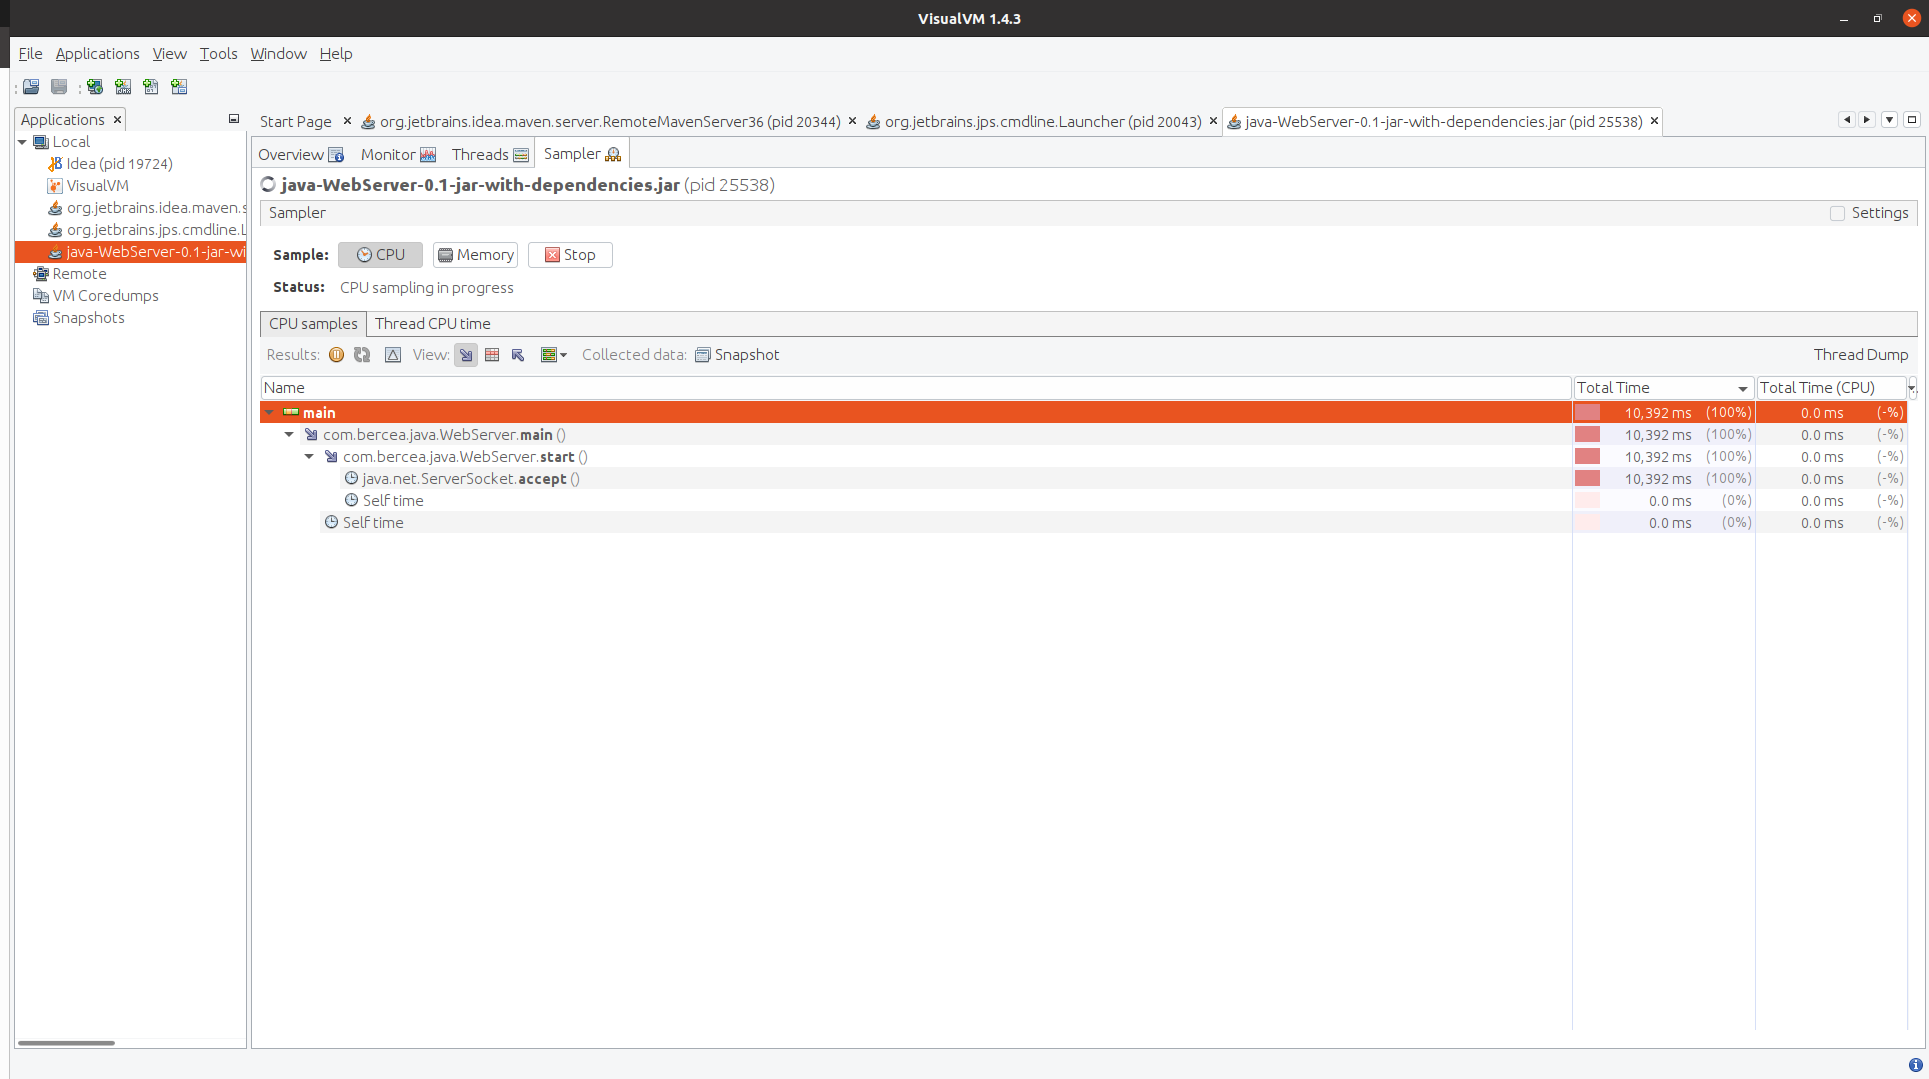 VisualVM 1.4.3
File Applications View Tools Window Help
Applications
Local
Idea (pid 19724)
VisualVM
org.jetbrains.idea.maven.s
org.jetbrains.jps.cmdline.L
java-WebServer-0.1-jar-wi
Remote
VM Coredumps
Snapshots
Start Page org.jetbrains.idea.maven.server.RemoteMavenServer36 (pid 20344) org.jetbrains.jps.cmdline.Launcher (pid 20043) java-WebServer-0.1-jar-with-dependencies.jar (pid 25538)
Overview Monitor Threads Sampler
java-WebServer-0.1-jar-with-dependencies.jar (pid 25538)
Sampler Settings
Sample: CPU Memory Stop
Status: CPU sampling in progress
CPU samples Thread CPU time
Results: View: Collected data: Snapshot Thread Dump
Name Total Time Total Time (CPU)
main 10,392 ms (100%) 0.0 ms (-%)
com.bercea.java.WebServer.main () 10,392 ms (100%) 0.0 ms (-%)
com.bercea.java.WebServer.start () 10,392 ms (100%) 0.0 ms (-%)
java.net.ServerSocket.accept () 10,392 ms (100%) 0.0 ms (-%)
Self time 0.0 ms (0%) 0.0 ms (-%)
Self time 0.0 ms (0%) 0.0 ms (-%)